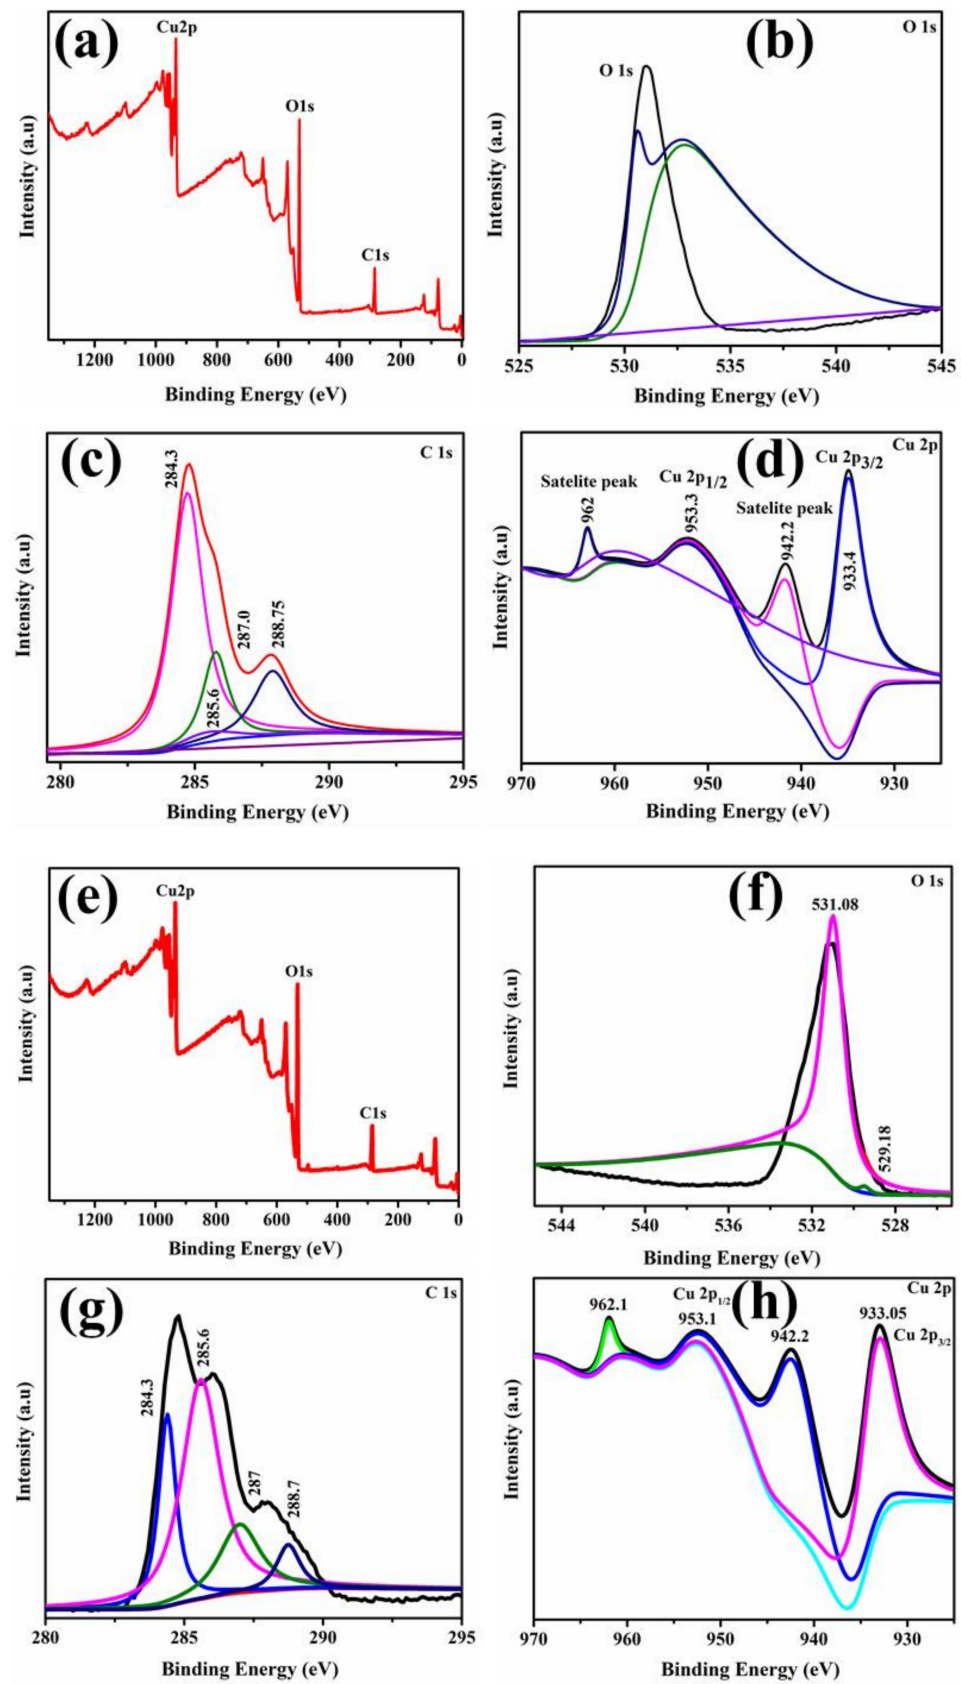 (a)
Cu2p
O1s
C1s
Intensity (a.u)
1200 1000 800 600 400 200 0
Binding Energy (eV)
(b)
O 1s
O 1s
Intensity (a.u)
525 530 535 540 545
Binding Energy (eV)
(c)
C 1s
284.3
287.0
288.75
285.6
Intensity (a.u)
280 285 290 295
Binding Energy (eV)
(d)
Cu 2p
Cu 2p3/2
Satelite peak
Cu 2p1/2
Satelite peak
962
953.3
942.2
933.4
Intensity (a.u)
970 960 950 940 930
Binding Energy (eV)
(e)
Cu2p
O1s
C1s
Intensity (a.u)
1200 1000 800 600 400 200 0
Binding Energy (eV)
(f)
O 1s
531.08
529.18
Intensity (a.u)
544 540 536 532 528
Binding Energy (eV)
(g)
C 1s
284.3
285.6
287
288.7
Intensity (a.u)
280 285 290 295
Binding Energy (eV)
(h)
Cu 2p
Cu 2p1/2
962.1
953.1
942.2
933.05
Cu 2p3/2
Intensity (a.u)
970 960 950 940 930
Binding Energy (eV)